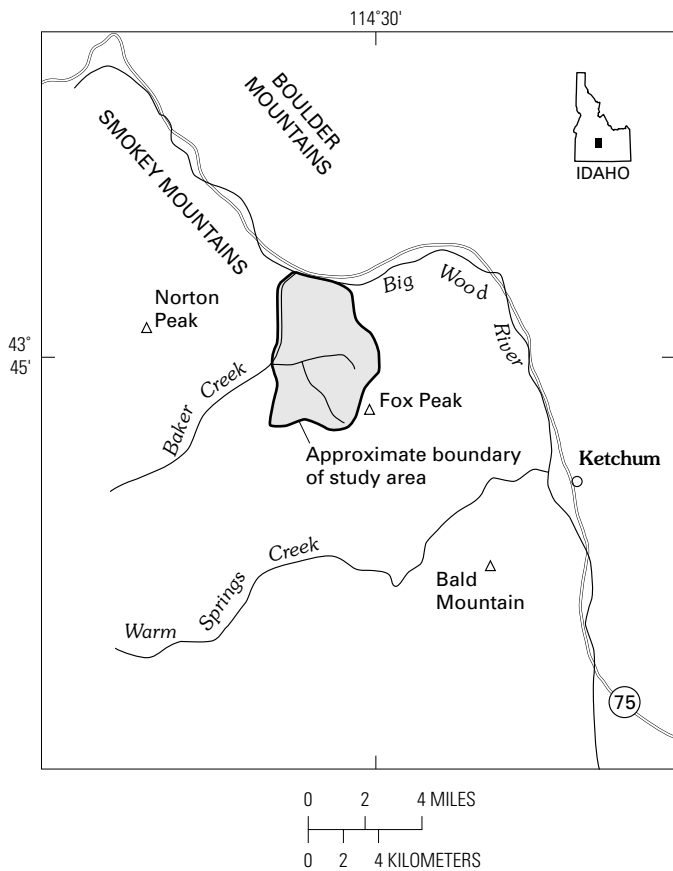 114°30'
BOULDER
MOUNTAINS
SMOKEY MOUNTAINS
IDAHO
Norton
Peak
Big Wood River
43°
45'
Baker Creek
Fox Peak
Approximate boundary
of study area
Ketchum
Warm Springs Creek
Bald
Mountain
75
0 2 4 MILES
0 2 4 KILOMETERS